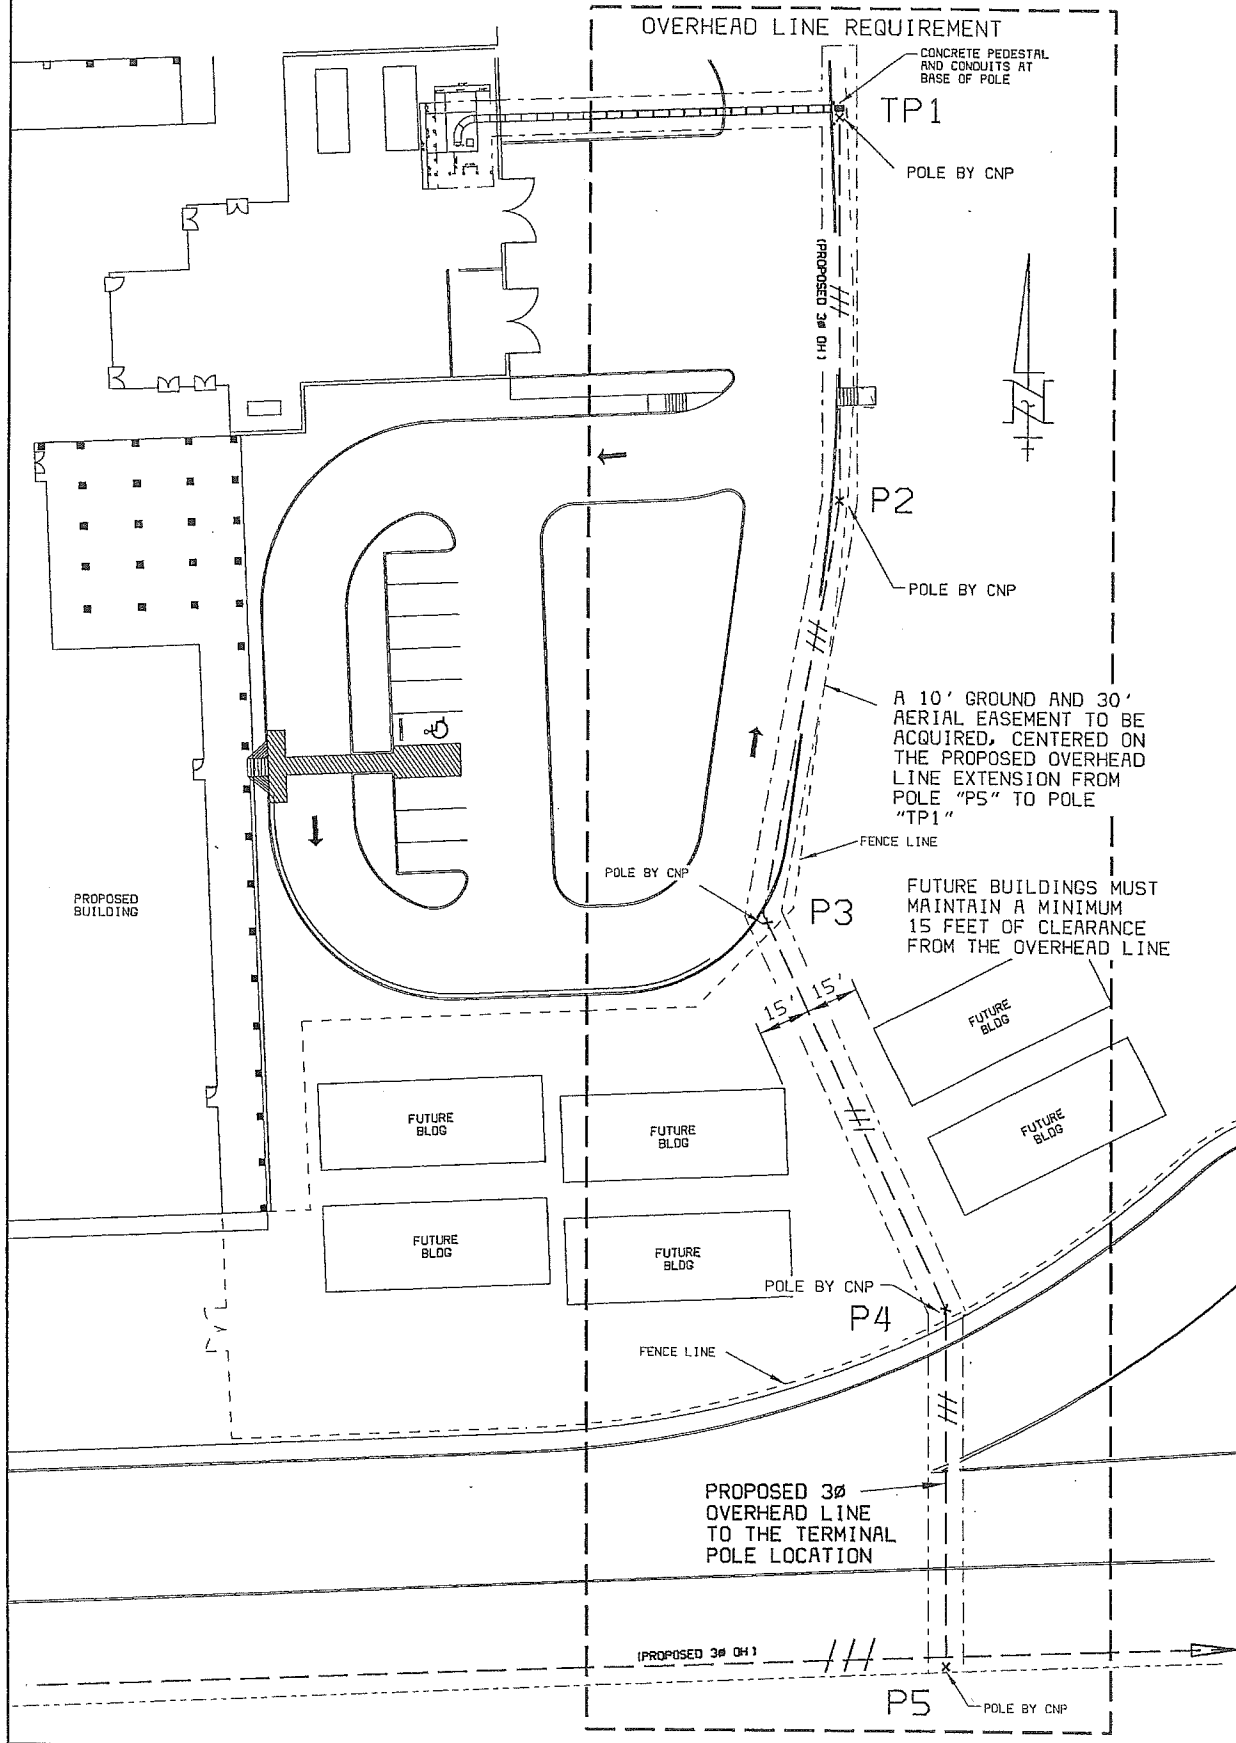 OVERHEAD LINE REQUIREMENT
CONCRETE PEDESTAL
AND CONDUITS AT
BASE OF POLE
TP1
POLE BY CNP
(PROPOSED 3Ø OH)
N
P2
POLE BY CNP
A 10' GROUND AND 30'
AERIAL EASEMENT TO BE
ACQUIRED, CENTERED ON
THE PROPOSED OVERHEAD
LINE EXTENSION FROM
POLE "P5" TO POLE
"TP1"
FENCE LINE
POLE BY CNP
P3
PROPOSED
BUILDING
FUTURE BUILDINGS MUST
MAINTAIN A MINIMUM
15 FEET OF CLEARANCE
FROM THE OVERHEAD LINE
15' 15'
FUTURE
BLDG
FUTURE
BLDG
FUTURE
BLDG
FUTURE
BLDG
FUTURE
BLDG
FUTURE
BLDG
POLE BY CNP
P4
FENCE LINE
PROPOSED 3Ø
OVERHEAD LINE
TO THE TERMINAL
POLE LOCATION
(PROPOSED 3Ø OH)
P5
POLE BY CNP